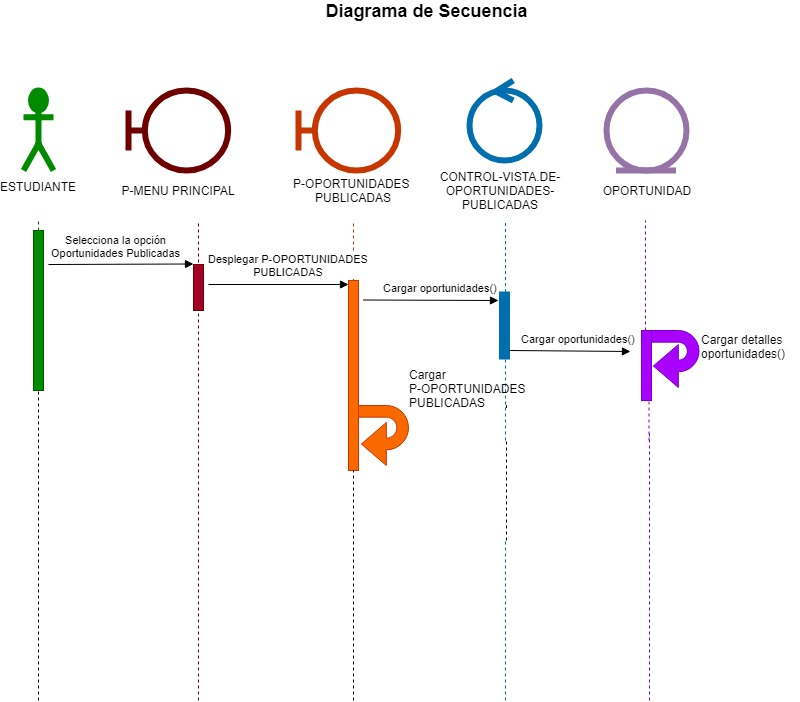 Diagrama de Secuencia
ESTUDIANTE
P-MENU PRINCIPAL
P-OPORTUNIDADES
PUBLICADAS
CONTROL-VISTA.DE-
OPORTUNIDADES-
PUBLICADAS
OPORTUNIDAD
Selecciona la opción
Oportunidades Publicadas
Desplegar P-OPORTUNIDADES
PUBLICADAS
Cargar oportunidades()
Cargar oportunidades()
Cargar detalles
oportunidades()
Cargar
P-OPORTUNIDADES
PUBLICADAS